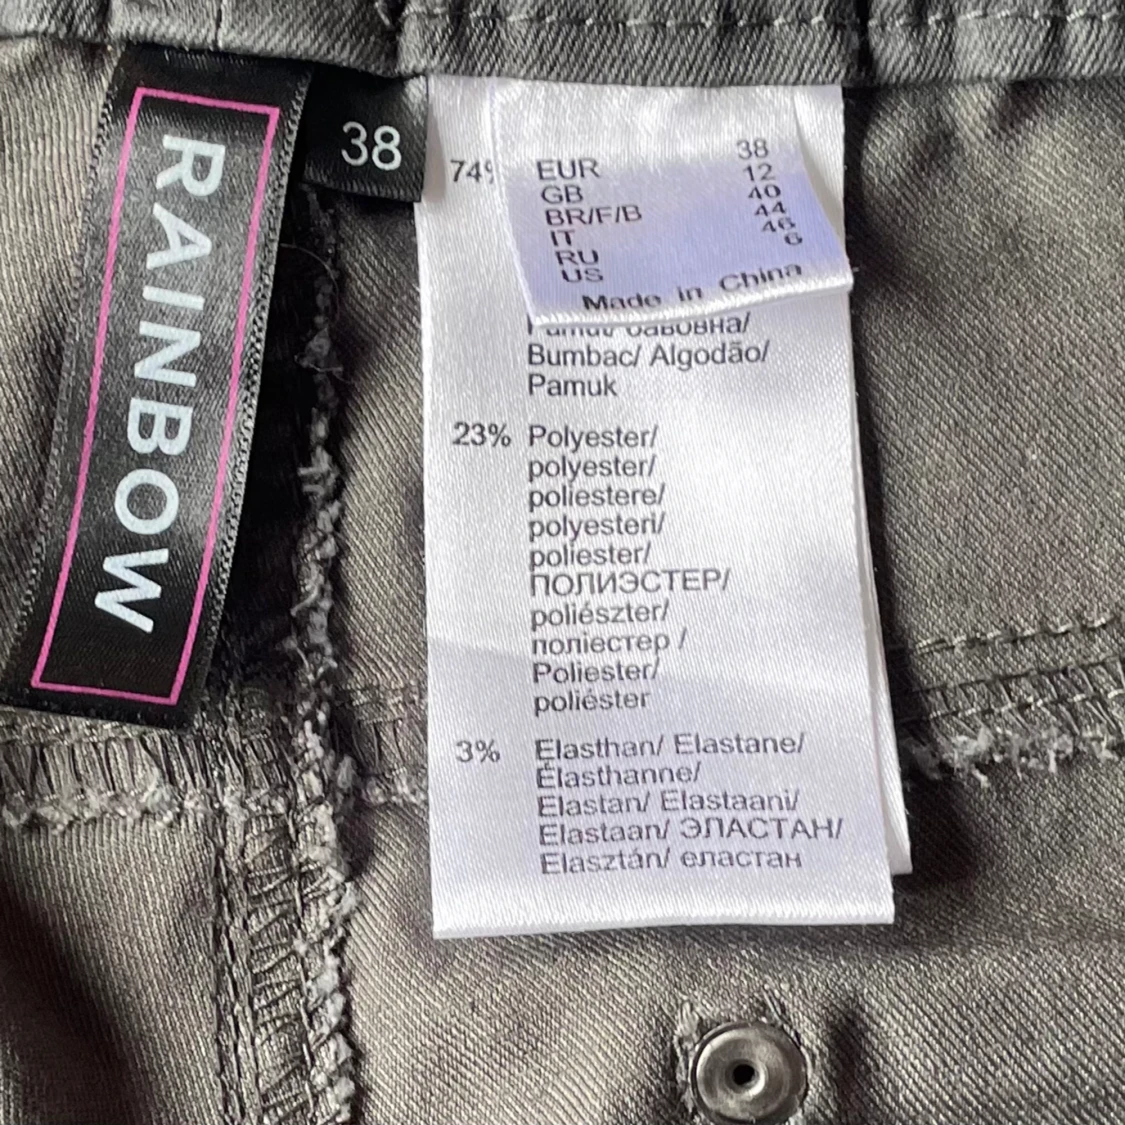 RAINBOW
38
74%
EUR 38
GB 12
BR/F/B 40
IT 44
RU 46
US 6
Made in China
бавовна/
Bumbac/ Algodão/
Pamuk
23% Polyester/
polyester/
poliestere/
polyesteri/
poliester/
ПОЛИЭСТЕР/
poliészter/
поліестер /
Poliester/
poliéster
3% Elasthan/ Elastane/
Élasthanne/
Elastan/ Elastaani/
Elastaan/ ЭЛАСТАН/
Elasztán/ еластан